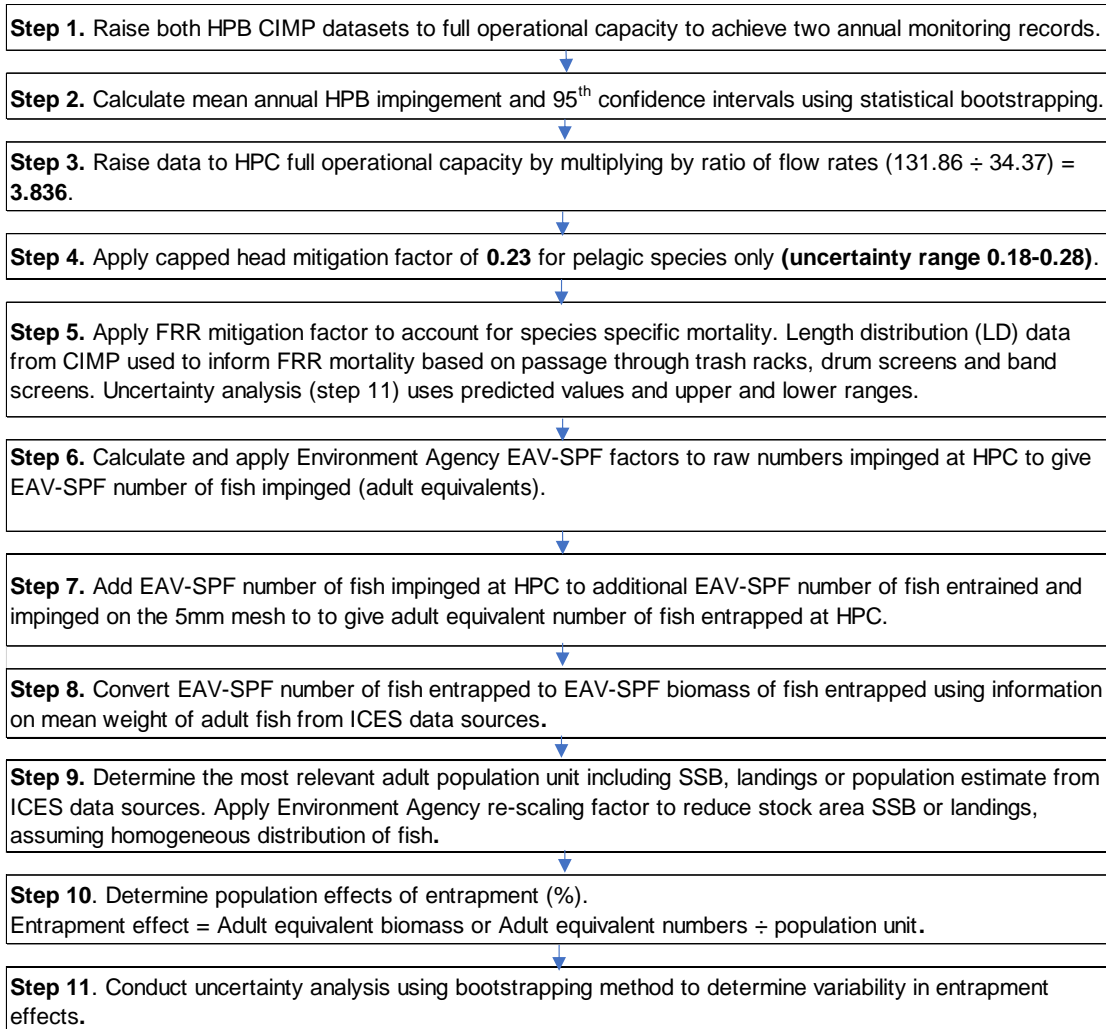 Step 1. Raise both HPB CIMP datasets to full operational capacity to achieve two annual monitoring records.
Step 2. Calculate mean annual HPB impingement and 95th confidence intervals using statistical bootstrapping.
Step 3. Raise data to HPC full operational capacity by multiplying by ratio of flow rates (131.86 ÷ 34.37) =
3.836.
Step 4. Apply capped head mitigation factor of 0.23 for pelagic species only (uncertainty range 0.18-0.28).
Step 5. Apply FRR mitigation factor to account for species specific mortality. Length distribution (LD) data
from CIMP used to inform FRR mortality based on passage through trash racks, drum screens and band
screens. Uncertainty analysis (step 11) uses predicted values and upper and lower ranges.
Step 6. Calculate and apply Environment Agency EAV-SPF factors to raw numbers impinged at HPC to give
EAV-SPF number of fish impinged (adult equivalents).
Step 7. Add EAV-SPF number of fish impinged at HPC to additional EAV-SPF number of fish entrained and
impinged on the 5mm mesh to to give adult equivalent number of fish entrapped at HPC.
Step 8. Convert EAV-SPF number of fish entrapped to EAV-SPF biomass of fish entrapped using information
on mean weight of adult fish from ICES data sources.
Step 9. Determine the most relevant adult population unit including SSB, landings or population estimate from
ICES data sources. Apply Environment Agency re-scaling factor to reduce stock area SSB or landings,
assuming homogeneous distribution of fish.
Step 10. Determine population effects of entrapment (%).
Entrapment effect = Adult equivalent biomass or Adult equivalent numbers ÷ population unit.
Step 11. Conduct uncertainty analysis using bootstrapping method to determine variability in entrapment
effects.